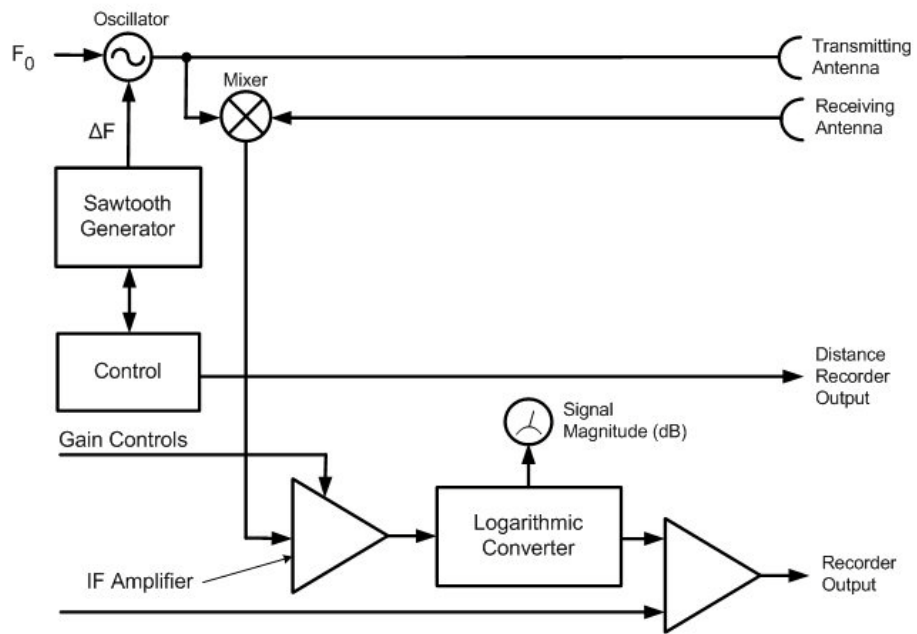 Oscillator
F₀
Transmitting
Antenna
Mixer
Receiving
Antenna
ΔF
Sawtooth
Generator
Control
Distance
Recorder
Output
Signal
Magnitude (dB)
Gain Controls
Logarithmic
Converter
IF Amplifier
Recorder
Output